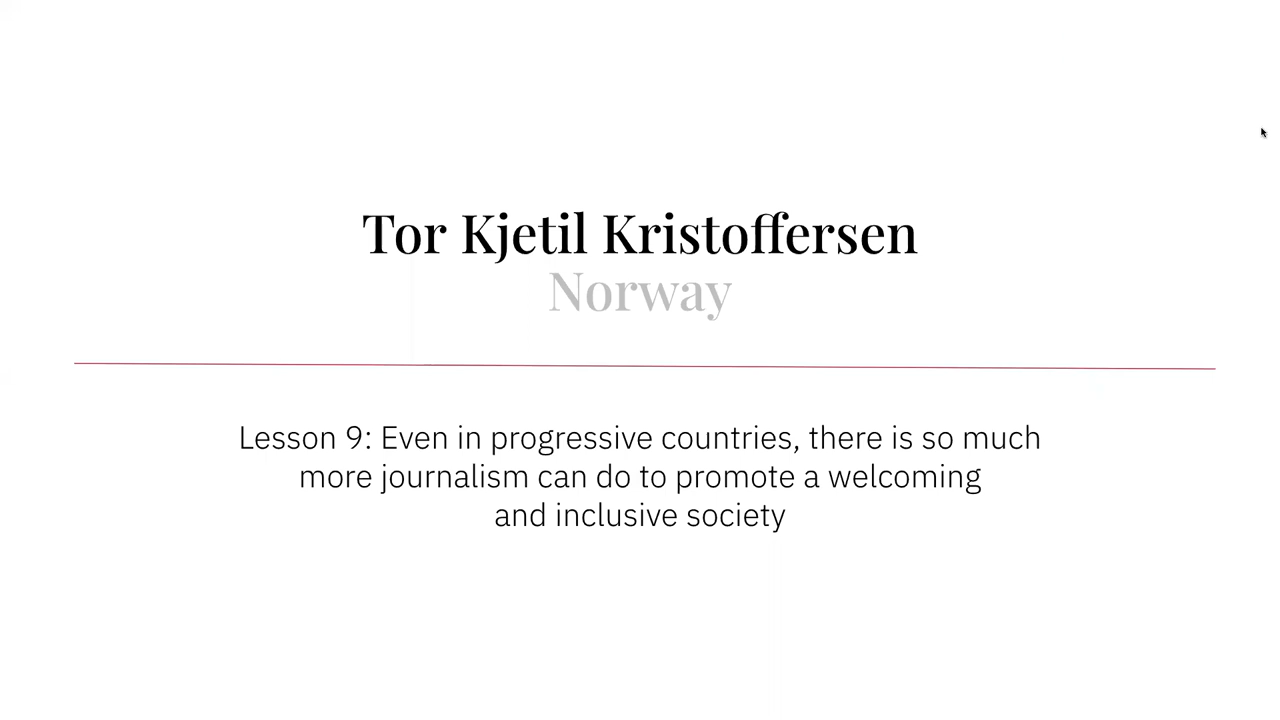 Tor Kjetil Kristoffersen
Norway
Lesson 9: Even in progressive countries, there is so much
more journalism can do to promote a welcoming
and inclusive society